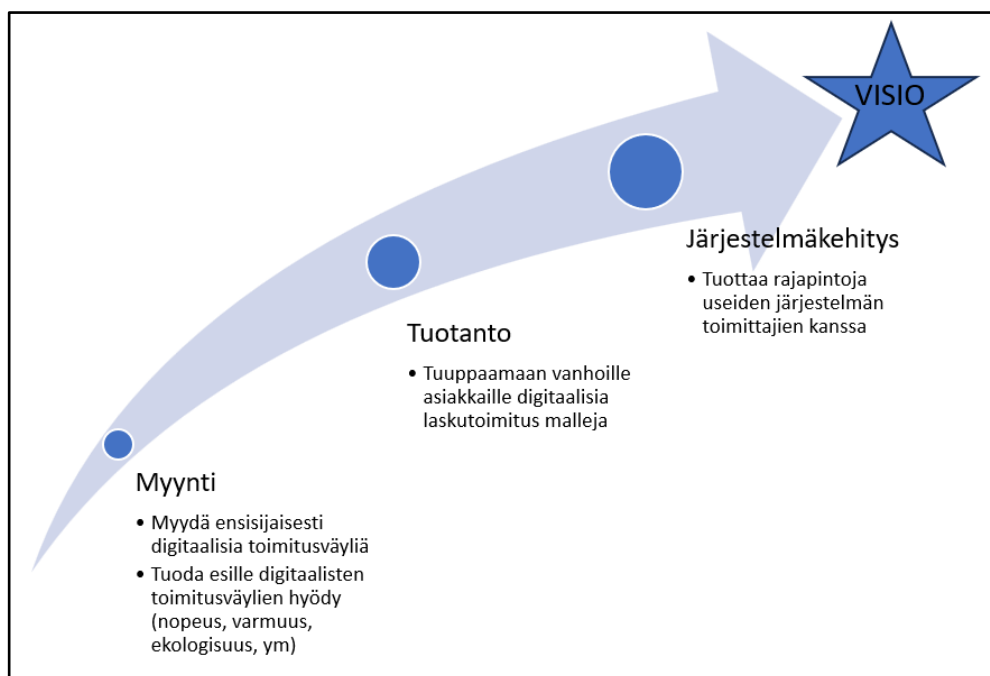 VISIO
Järjestelmäkehitys
• Tuottaa rajapintoja
useiden järjestelmän
toimittajien kanssa
Tuotanto
• Tuuppaamaan vanhoille
asiakkaille digitaalisia
laskutoimitus malleja
Myynti
• Myydä ensisijaisesti
digitaalisia toimitusväyliä
• Tuoda esille digitaalisten
toimitusväylien hyödy
(nopeus, varmuus,
ekologisuus, ym)